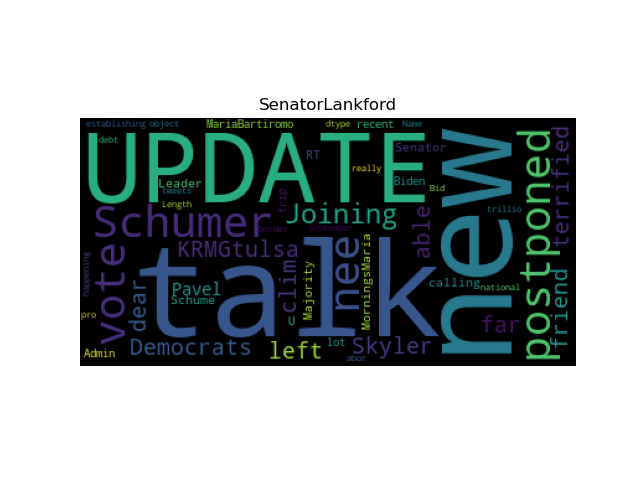 SenatorLankford
establishing object MariaBartiromo dtype recent Name
debt UPDATE RT Senator really
Leader tweets Length Biden Bid
new postponed terrified
Schumer Joining trip able trillio
border September
vote KRMGtulsa talk nee MorningsMaria
happening dear clim Majority calling national
Pavel Schume U friend
pro far
Admin Democrats left lot abor Skyler